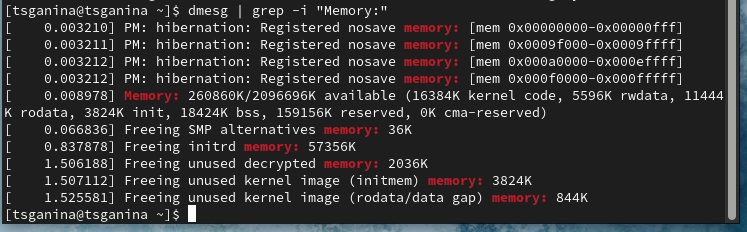 [tsganina@tsganina ~]$ dmesg | grep -i "Memory:"
[    0.003210] PM: hibernation: Registered nosave memory: [mem 0x00000000-0x00000fff]
[    0.003211] PM: hibernation: Registered nosave memory: [mem 0x0009f000-0x0009ffff]
[    0.003212] PM: hibernation: Registered nosave memory: [mem 0x000a0000-0x000effff]
[    0.003212] PM: hibernation: Registered nosave memory: [mem 0x000f0000-0x000fffff]
[    0.008978] Memory: 260860K/2096696K available (16384K kernel code, 5596K rwdata, 11444
K rodata, 3824K init, 18424K bss, 159156K reserved, 0K cma-reserved)
[    0.066836] Freeing SMP alternatives memory: 36K
[    0.837878] Freeing initrd memory: 57356K
[    1.506188] Freeing unused decrypted memory: 2036K
[    1.507112] Freeing unused kernel image (initmem) memory: 3824K
[    1.525581] Freeing unused kernel image (rodata/data gap) memory: 844K
[tsganina@tsganina ~]$